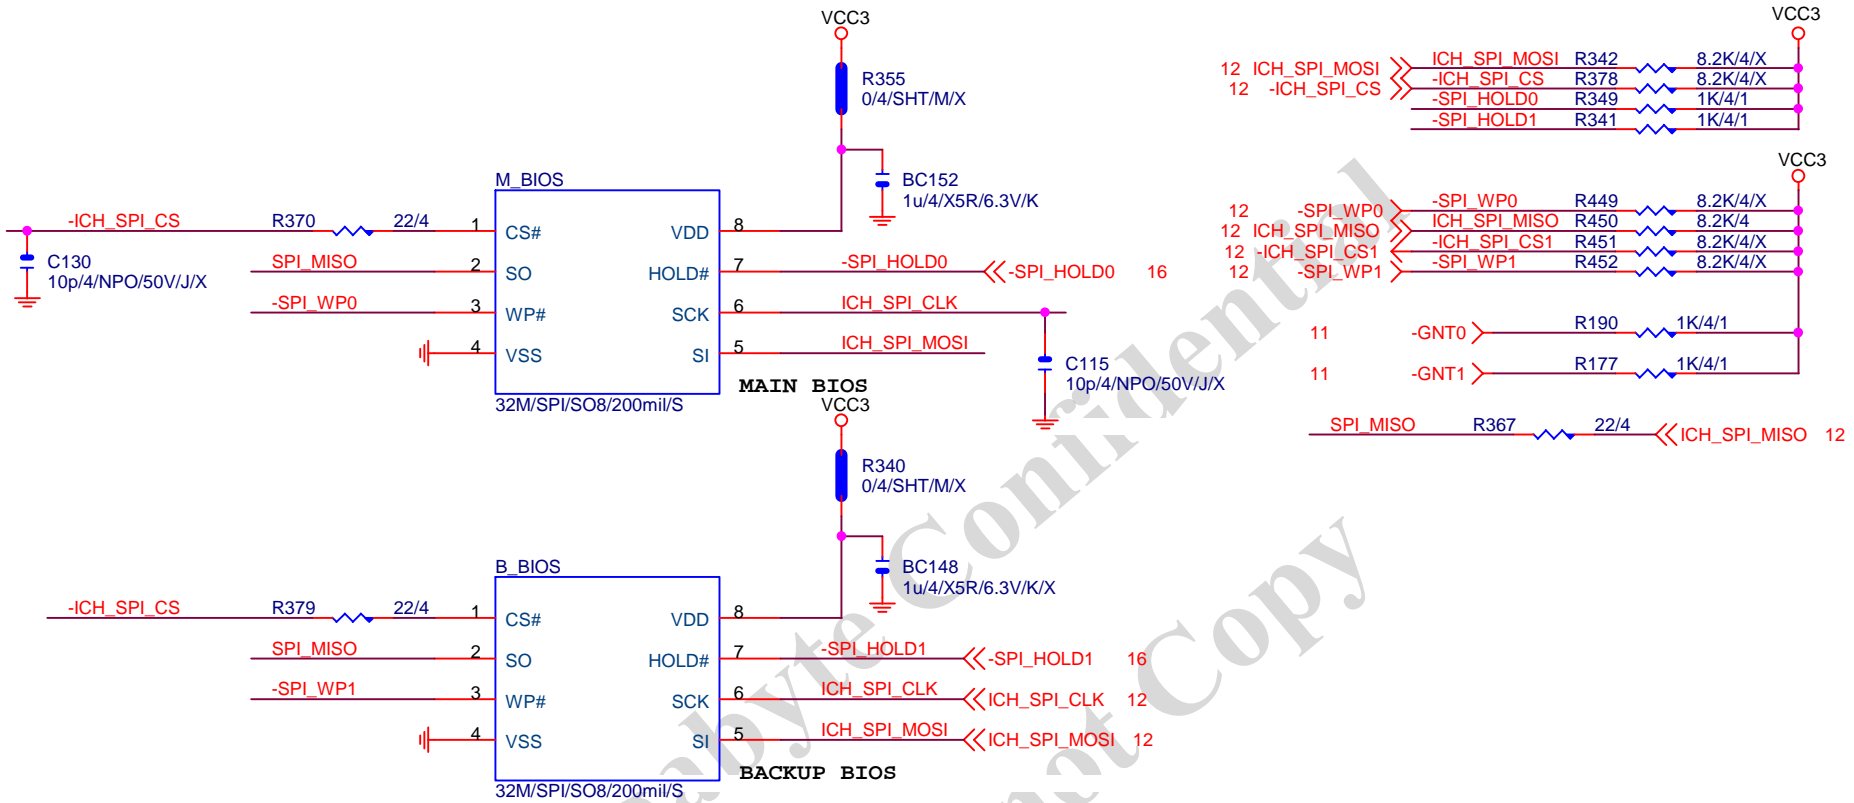 VCC3
R355
0/4/SHT/M/X
BC152
1u/4/X5R/6.3V/K
M_BIOS
-ICH_SPI_CS R370 22/4 1 CS# VDD 8
C130
10p/4/NPO/50V/J/X
SPI_MISO 2 SO HOLD# 7 -SPI_HOLD0 -SPI_HOLD0 16
-SPI_WP0 3 WP# SCK 6 ICH_SPI_CLK
4 VSS SI 5 ICH_SPI_MOSI
C115
10p/4/NPO/50V/J/X
MAIN BIOS
32M/SPI/SO8/200mil/S
VCC3
R340
0/4/SHT/M/X
BC148
1u/4/X5R/6.3V/K/X
B_BIOS
-ICH_SPI_CS R379 22/4 1 CS# VDD 8
SPI_MISO 2 SO HOLD# 7 -SPI_HOLD1 -SPI_HOLD1 16
-SPI_WP1 3 WP# SCK 6 ICH_SPI_CLK ICH_SPI_CLK 12
4 VSS SI 5 ICH_SPI_MOSI ICH_SPI_MOSI 12
BACKUP BIOS
32M/SPI/SO8/200mil/S
VCC3
12 ICH_SPI_MOSI ICH_SPI_MOSI R342 8.2K/4/X
12 -ICH_SPI_CS -ICH_SPI_CS R378 8.2K/4/X
-SPI_HOLD0 R349 1K/4/1
-SPI_HOLD1 R341 1K/4/1
VCC3
12 -SPI_WP0 -SPI_WP0 R449 8.2K/4/X
12 ICH_SPI_MISO ICH_SPI_MISO R450 8.2K/4
12 -ICH_SPI_CS1 -ICH_SPI_CS1 R451 8.2K/4/X
12 -SPI_WP1 -SPI_WP1 R452 8.2K/4/X
11 -GNT0 R190 1K/4/1
11 -GNT1 R177 1K/4/1
SPI_MISO R367 22/4 ICH_SPI_MISO 12
abyte Confidential
not Copy